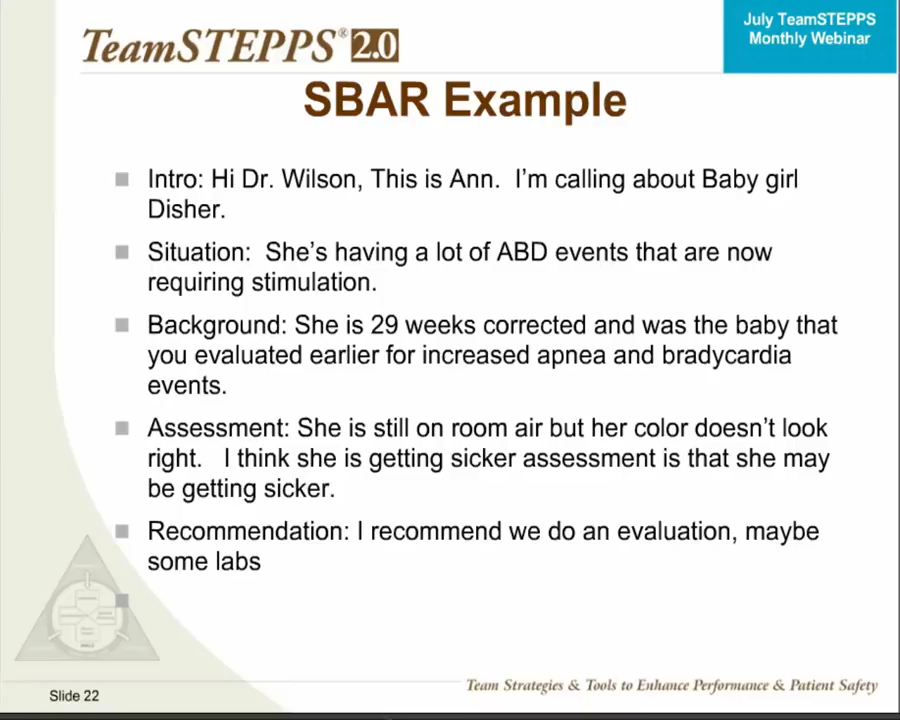 July TeamSTEPPS
Monthly Webinar
TeamSTEPPS® 2.0
SBAR Example
Intro: Hi Dr. Wilson, This is Ann.  I'm calling about Baby girl
Disher.
Situation:  She's having a lot of ABD events that are now
requiring stimulation.
Background: She is 29 weeks corrected and was the baby that
you evaluated earlier for increased apnea and bradycardia
events.
Assessment: She is still on room air but her color doesn't look
right.   I think she is getting sicker assessment is that she may
be getting sicker.
Recommendation: I recommend we do an evaluation, maybe
some labs
Slide 22
Team Strategies & Tools to Enhance Performance & Patient Safety